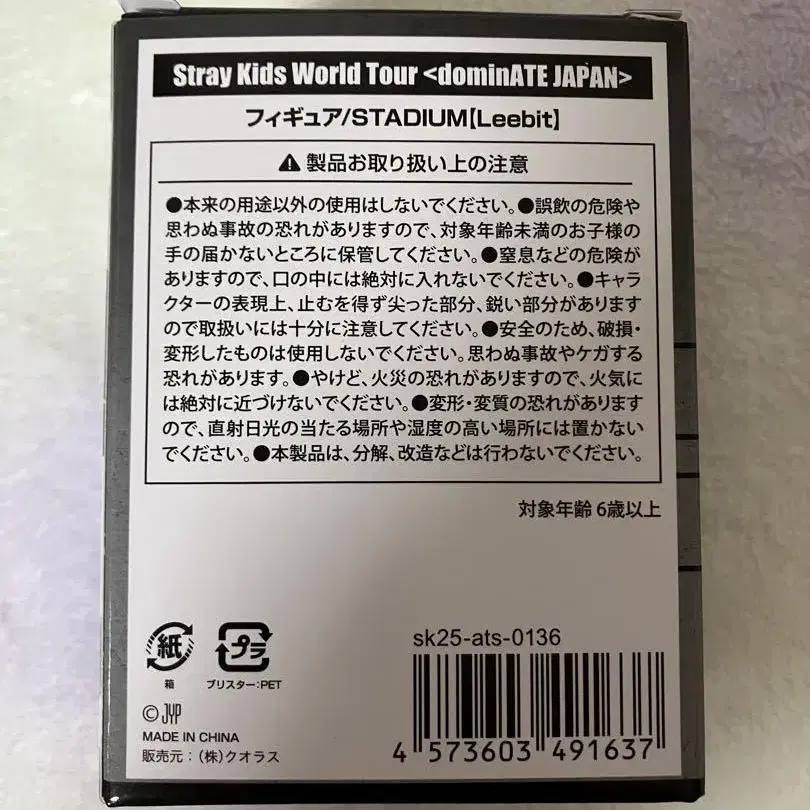 Stray Kids World Tour <dominATE JAPAN>
フィギュア/STADIUM【Leebit】
⚠ 製品お取り扱い上の注意
●本来の用途以外の使用はしないでください。●誤飲の危険や
思わぬ事故の恐れがありますので、対象年齢未満のお子様の
手の届かないところに保管してください。●窒息などの危険が
ありますので、口の中には絶対に入れないでください。●キャラ
クターの表現上、止むを得ず尖った部分、鋭い部分があります
ので取扱いには十分に注意してください。●安全のため、破損・
変形したものは使用しないでください。思わぬ事故やケガする
恐れがあります。●やけど、火災の恐れがありますので、火気に
は絶対に近づけないでください。●変形・変質の恐れがあります
ので、直射日光の当たる場所や湿度の高い場所には置かない
でください。●本製品は、分解、改造などは行わないでください。
対象年齢 6歳以上
紙
箱
プラ
ブリスター:PET
sk25-ats-0136
© JYP
MADE IN CHINA
販売元:(株)クオラス
4 573603 491637